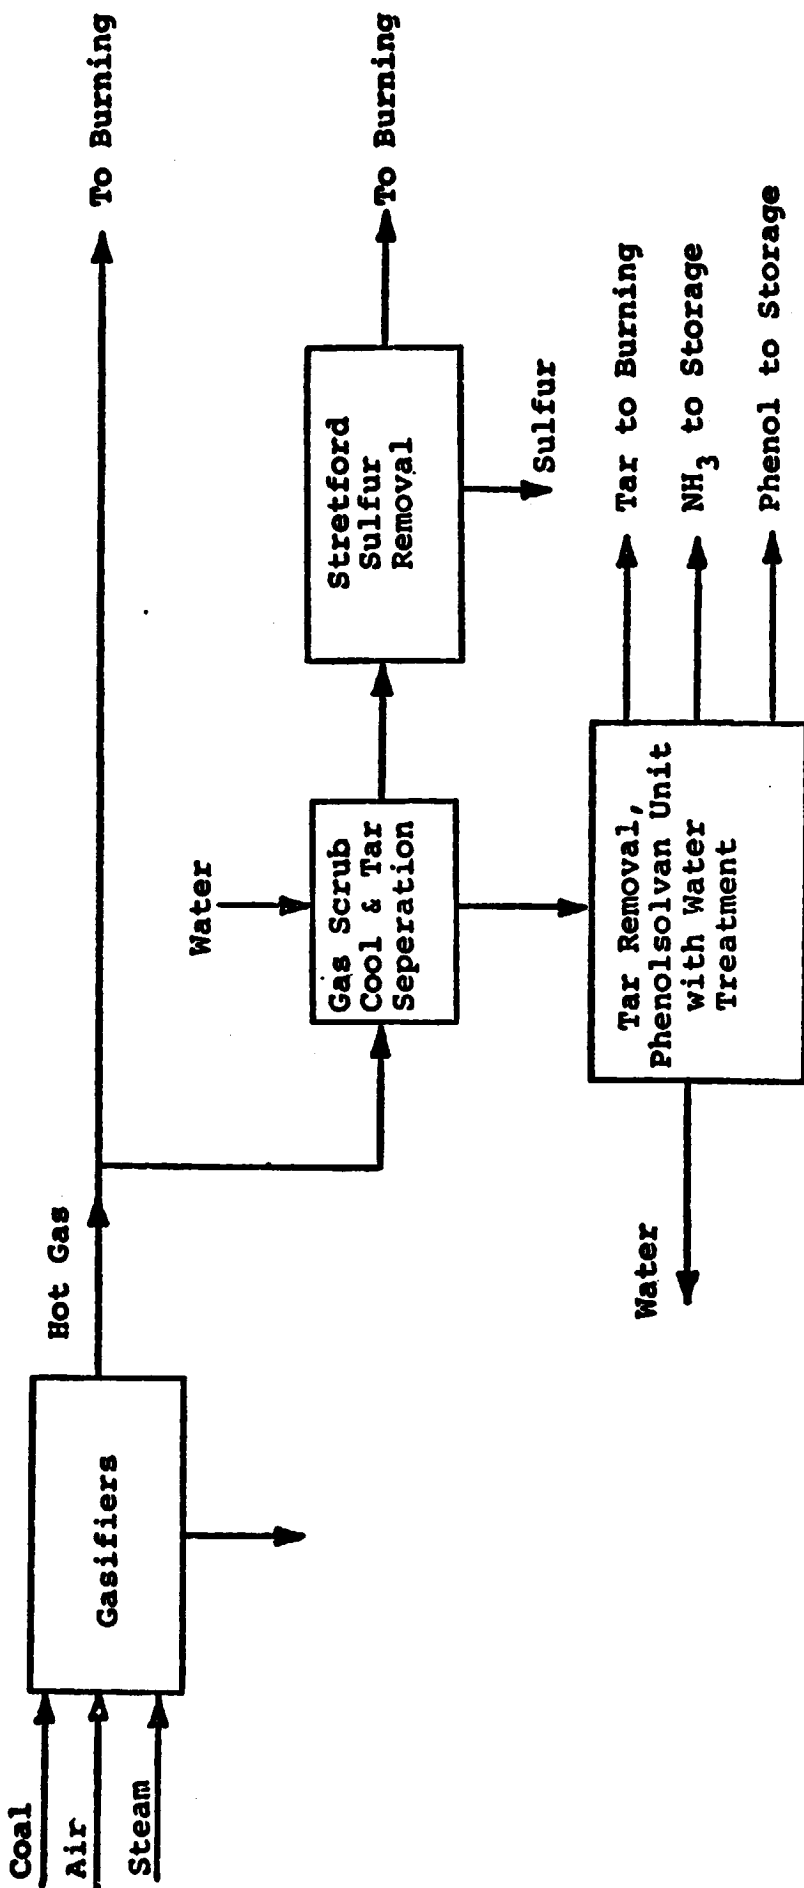 Coal
Air
Steam
Gasifiers
Hot Gas
To Burning
Water
Gas Scrub
Cool & Tar
Seperation
Stretford
Sulfur
Removal
To Burning
Sulfur
Tar Removal,
Phenolsolvan Unit
with Water
Treatment
Water
Tar to Burning
NH3 to Storage
Phenol to Storage